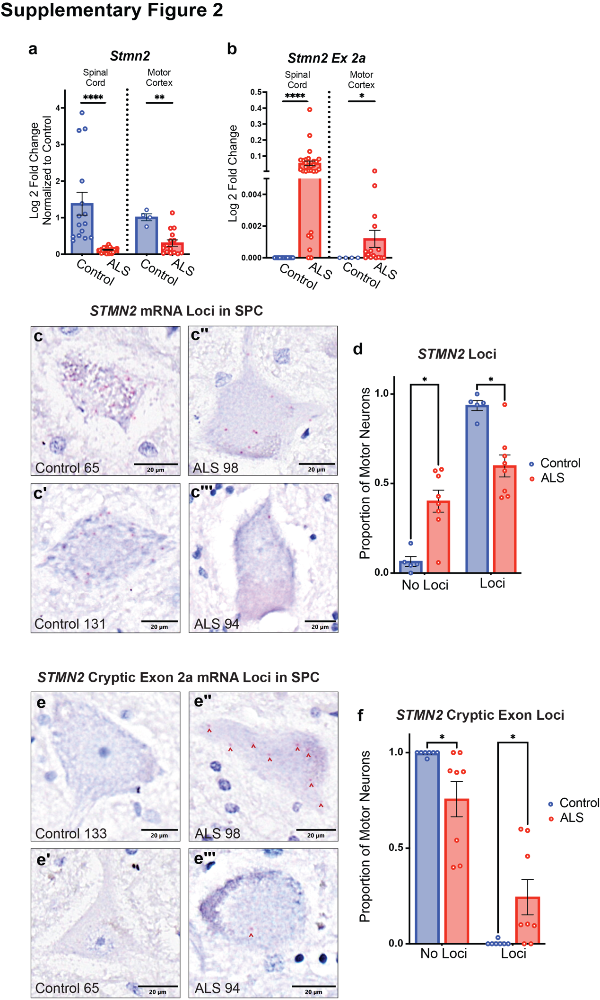 Supplementary Figure 2
a
Stmn2
Spinal
Cord
Motor
Cortex
****
**
Log 2 Fold Change
Normalized to Control
4
3
2
1
0
Control
ALS
Control
ALS
b
Stmn2 Ex 2a
Spinal
Cord
Motor
Cortex
****
*
Log 2 Fold Change
0.5
0.4
0.3
0.2
0.1
0.004
0.002
0.000
Control
ALS
Control
ALS
STMN2 mRNA Loci in SPC
c
Control 65
20 µm
c''
ALS 98
20 µm
c'
Control 131
20 µm
c'''
ALS 94
20 µm
d
STMN2 Loci
*
*
Proportion of Motor Neurons
1.0
0.5
0.0
No Loci
Loci
Control
ALS
STMN2 Cryptic Exon 2a mRNA Loci in SPC
e
Control 133
20 µm
e''
ALS 98
20 µm
e'
Control 65
20 µm
e'''
ALS 94
20 µm
f
STMN2 Cryptic Exon Loci
*
*
Proportion of Motor Neurons
1.0
0.5
0.0
No Loci
Loci
Control
ALS